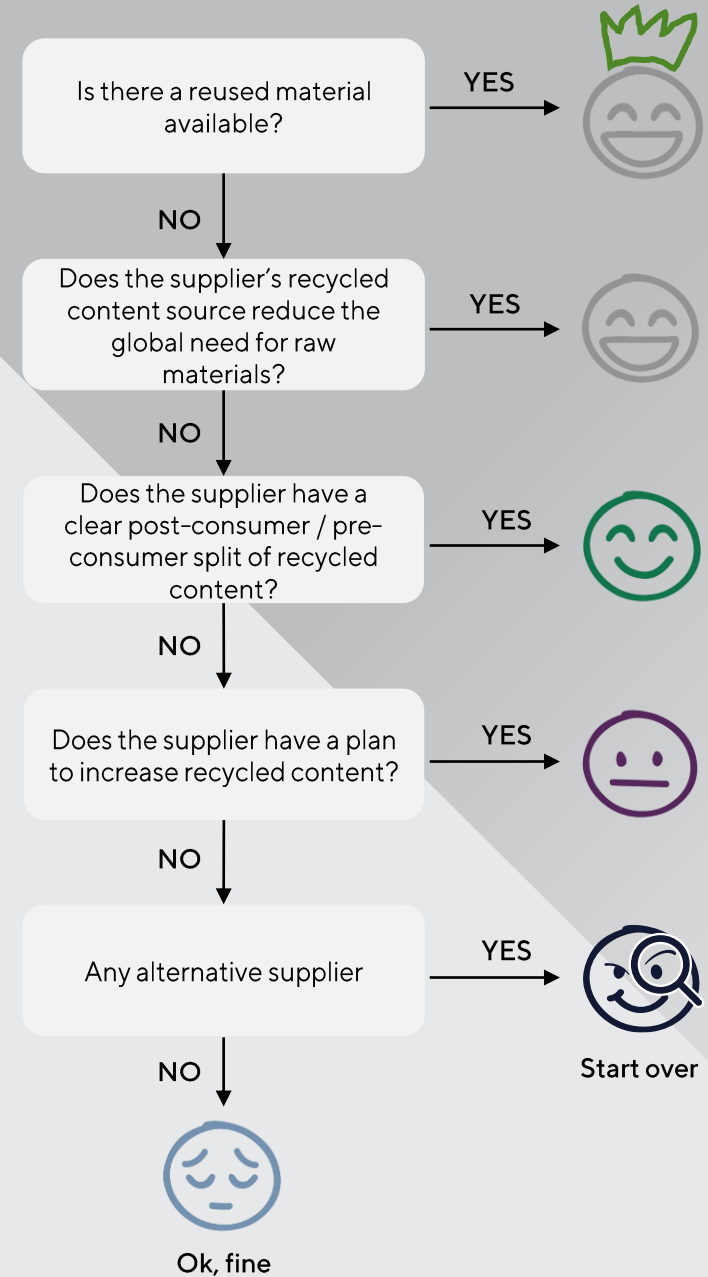 Is there a reused material
available?
YES
NO
Does the supplier's recycled
content source reduce the
global need for raw
materials?
YES
NO
Does the supplier have a
clear post-consumer / pre-
consumer split of recycled
content?
YES
NO
Does the supplier have a plan
to increase recycled content?
YES
NO
Any alternative supplier
YES
Start over
NO
Ok, fine